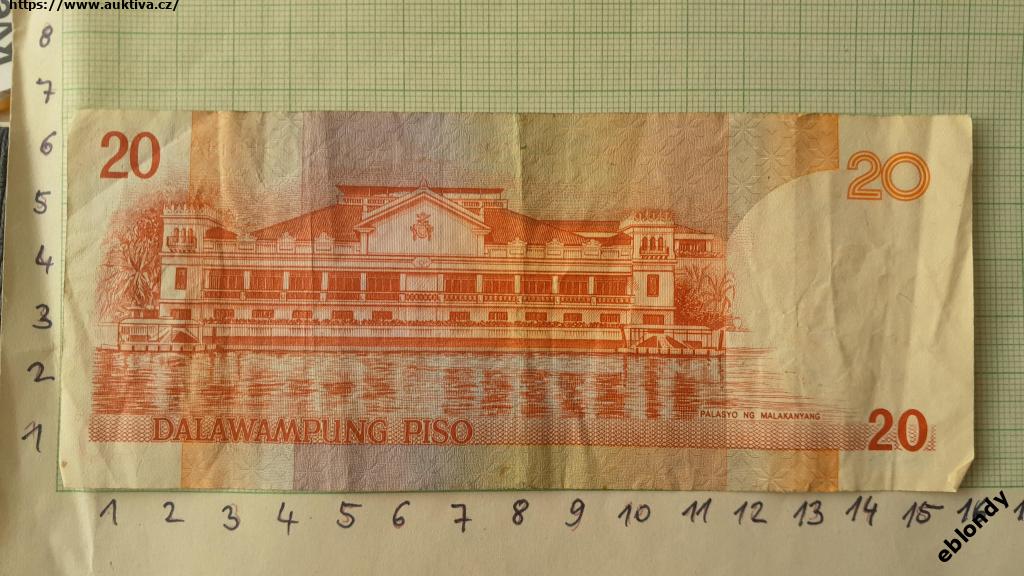 https://www.auktiva.cz/
8
7
6
5
4
3
2
1
20
20
PALASYO NG MALAKANYANG
DALAWAMPUNG PISO
20
1 2 3 4 5 6 7 8 9 10 11 12 13 14 15 16
eblondy